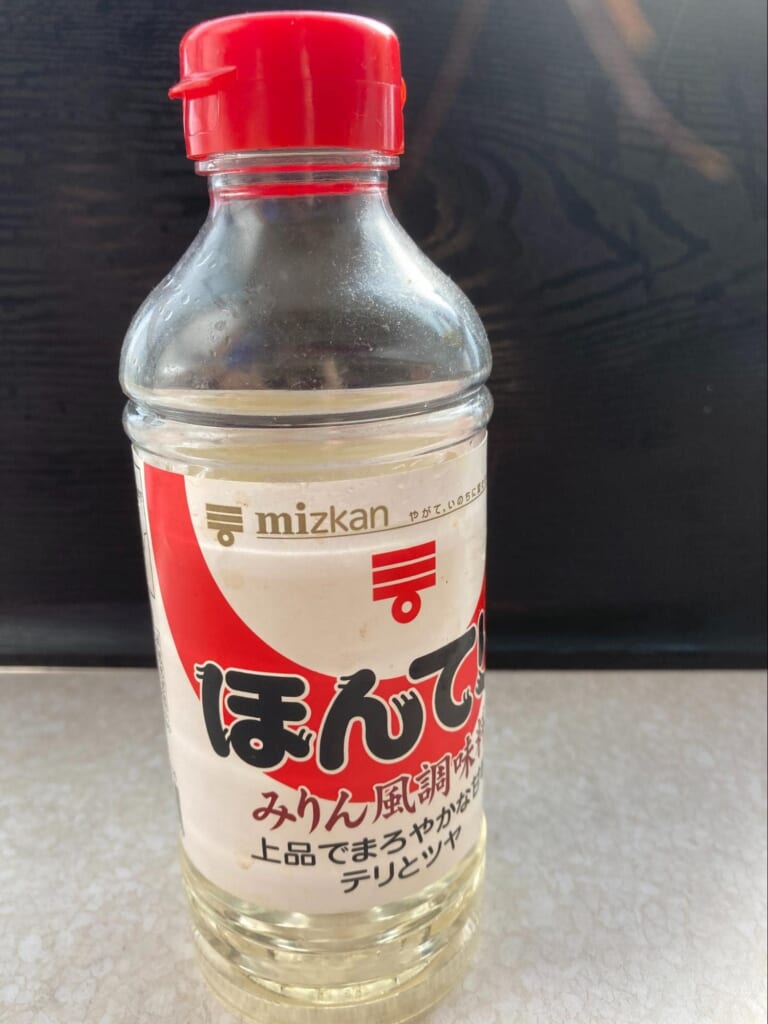 mizkan やがて、いのちに
ほんて
みりん風調味
上品でまろやかな甘
テリとツヤ